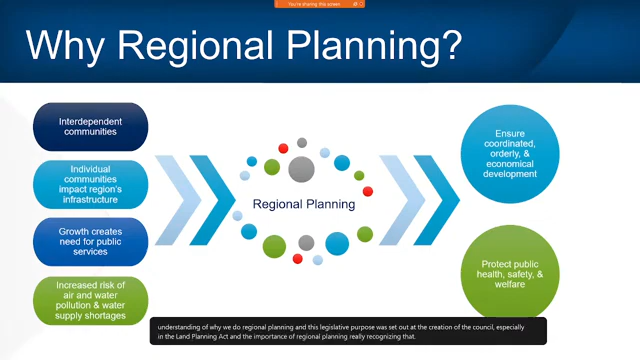 You're sharing this screen
Why Regional Planning?
Interdependent
communities
Individual
communities
impact region's
infrastructure
Growth creates
need for public
services
Increased risk of
air and water
pollution & water
supply shortages
Regional Planning
Ensure
coordinated,
orderly, &
economical
development
Protect public
health, safety, &
welfare
understanding of why we do regional planning and this legislative purpose was set out at the creation of the council, especially
in the Land Planning Act and the importance of regional planning really recognizing that.